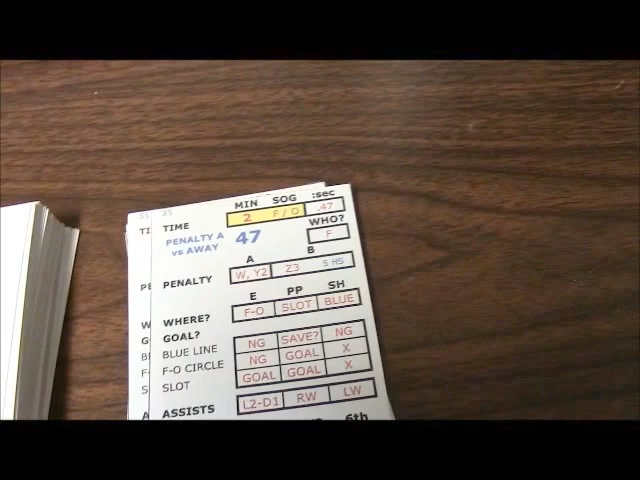 25
MIN SOG :sec
TIME 2 F / O .47
PENALTY A 47 WHO?
vs AWAY F
A B
PENALTY W, Y2 Z3 5 HS
E PP SH
WHERE? F-O SLOT BLUE
GOAL?
BLUE LINE NG SAVE? NG
F-O CIRCLE NG GOAL X
SLOT GOAL GOAL X
ASSISTS L2-D1 RW LW
6th